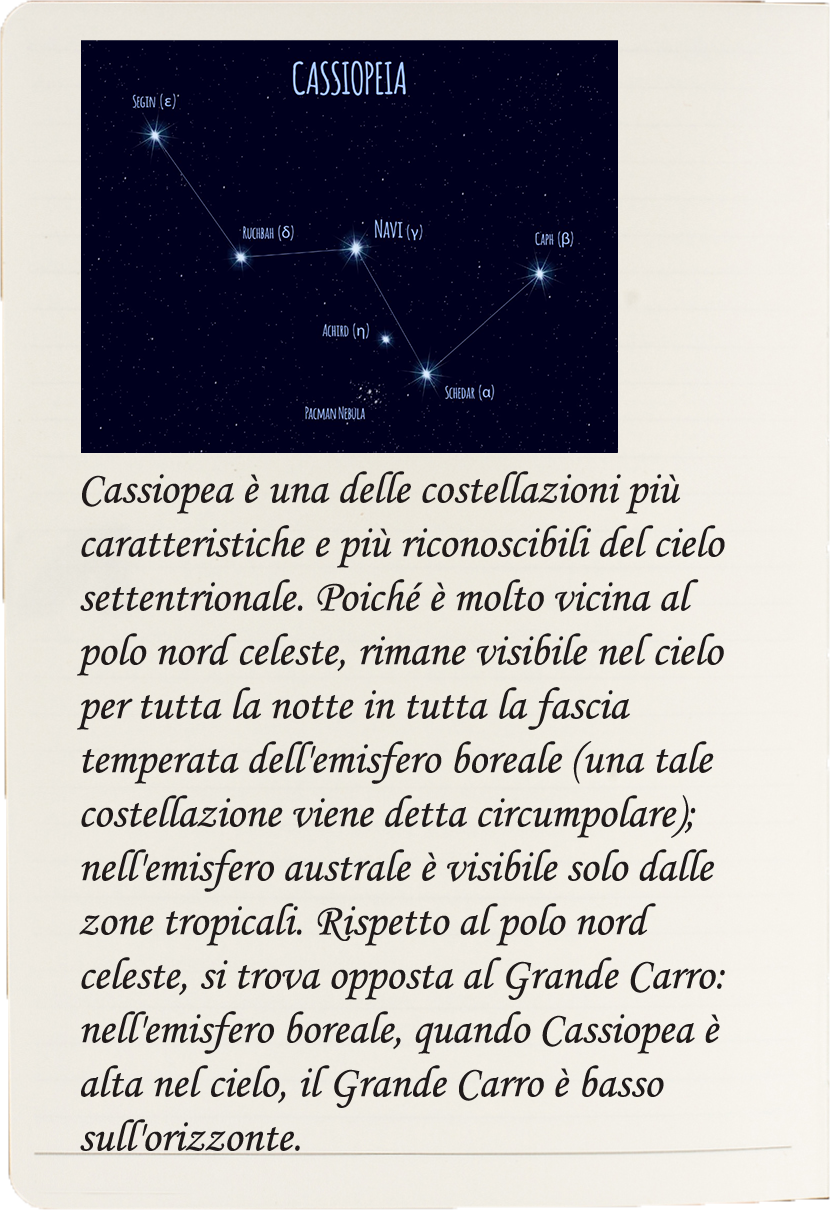 CASSIOPEIA
SEGIN (ε)
RUCHBAH (δ)
NAVI (γ)
CAPH (β)
ACHIRD (η)
SCHEDAR (α)
PACMAN NEBULA
Cassiopea è una delle costellazioni più
caratteristiche e più riconoscibili del cielo
settentrionale. Poiché è molto vicina al
polo nord celeste, rimane visibile nel cielo
per tutta la notte in tutta la fascia
temperata dell'emisfero boreale (una tale
costellazione viene detta circumpolare);
nell'emisfero australe è visibile solo dalle
zone tropicali. Rispetto al polo nord
celeste, si trova opposta al Grande Carro:
nell'emisfero boreale, quando Cassiopea è
alta nel cielo, il Grande Carro è basso
sull'orizzonte.